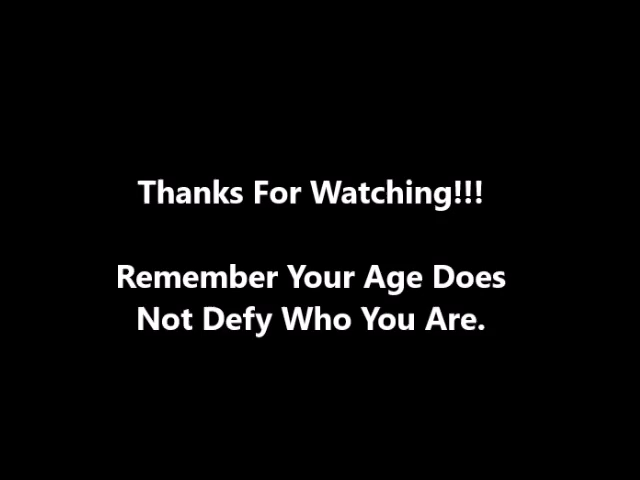 Thanks For Watching!!!
Remember Your Age Does
Not Defy Who You Are.